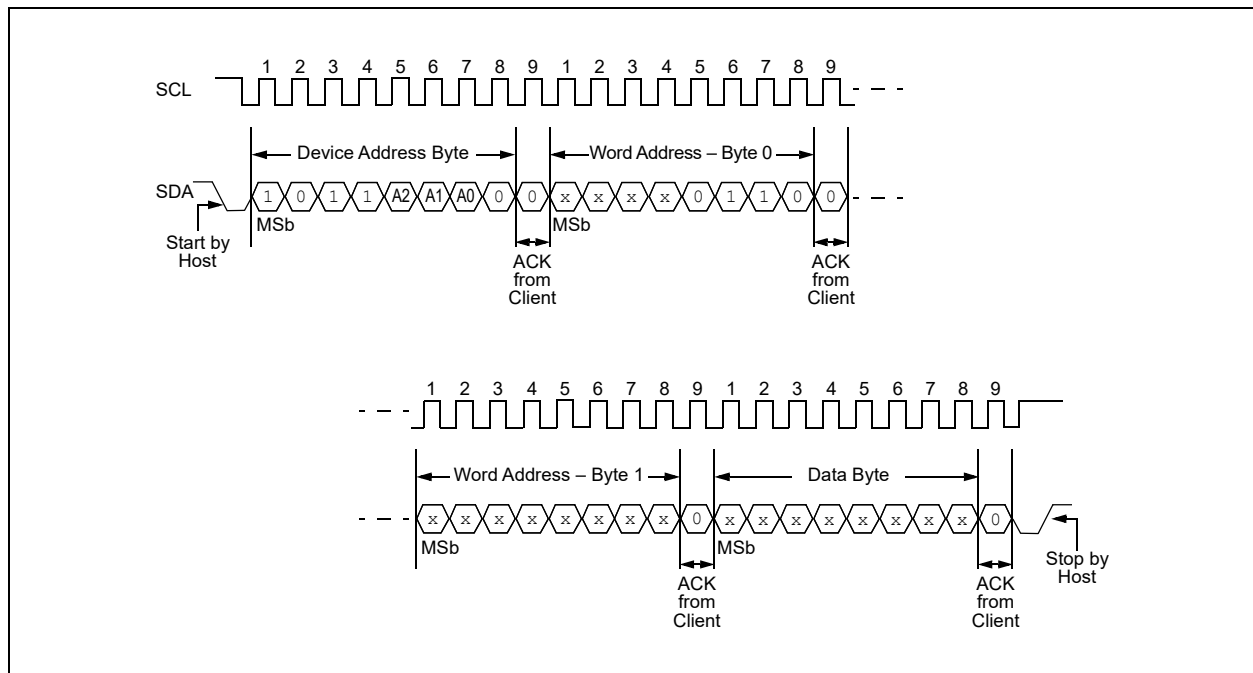 1 2 3 4 5 6 7 8 9 1 2 3 4 5 6 7 8 9
SCL
Device Address Byte
Word Address – Byte 0
SDA
1 0 1 1 A2 A1 A0 0 0 x x x x 0 1 1 0 0
MSb
MSb
Start by
Host
ACK
from
Client
ACK
from
Client
1 2 3 4 5 6 7 8 9 1 2 3 4 5 6 7 8 9
Word Address – Byte 1
Data Byte
x x x x x x x x 0 x x x x x x x x 0
MSb
MSb
Stop by
Host
ACK
from
Client
ACK
from
Client